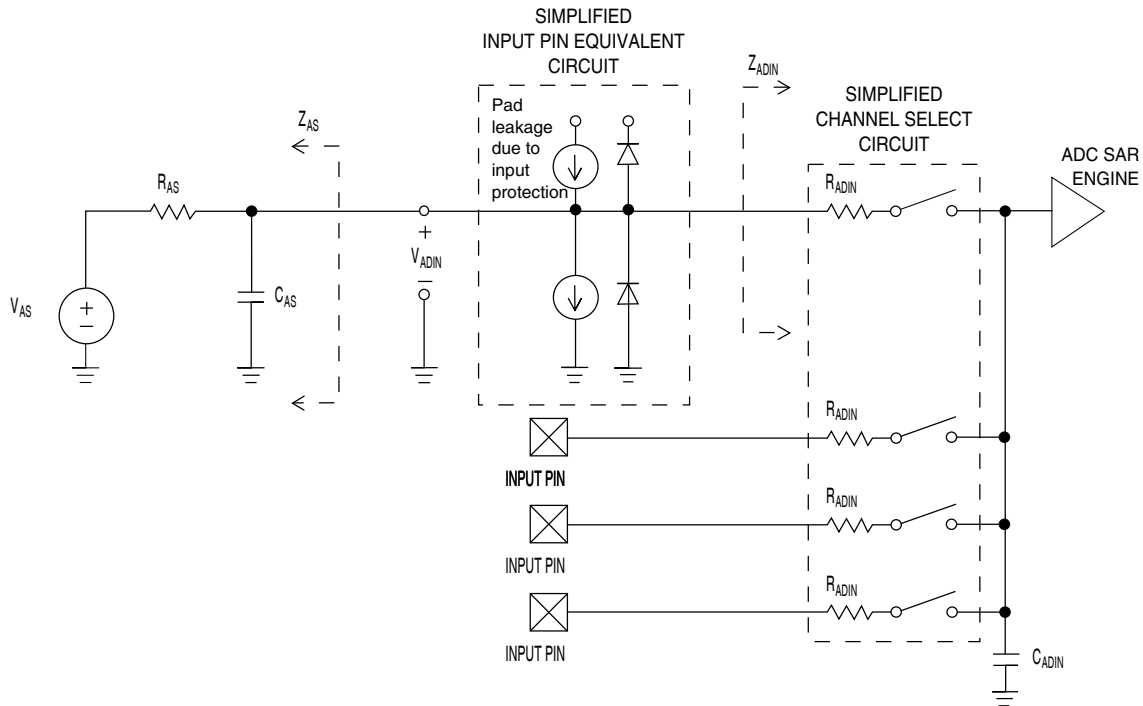 SIMPLIFIED
INPUT PIN EQUIVALENT
CIRCUIT
Z_ADIN
SIMPLIFIED
CHANNEL SELECT
CIRCUIT
Pad
leakage
due to
input
protection
Z_AS
ADC SAR
ENGINE
R_AS
R_ADIN
+
V_ADIN
−
V_AS
+
−
C_AS
R_ADIN
INPUT PIN
R_ADIN
INPUT PIN
R_ADIN
INPUT PIN
C_ADIN